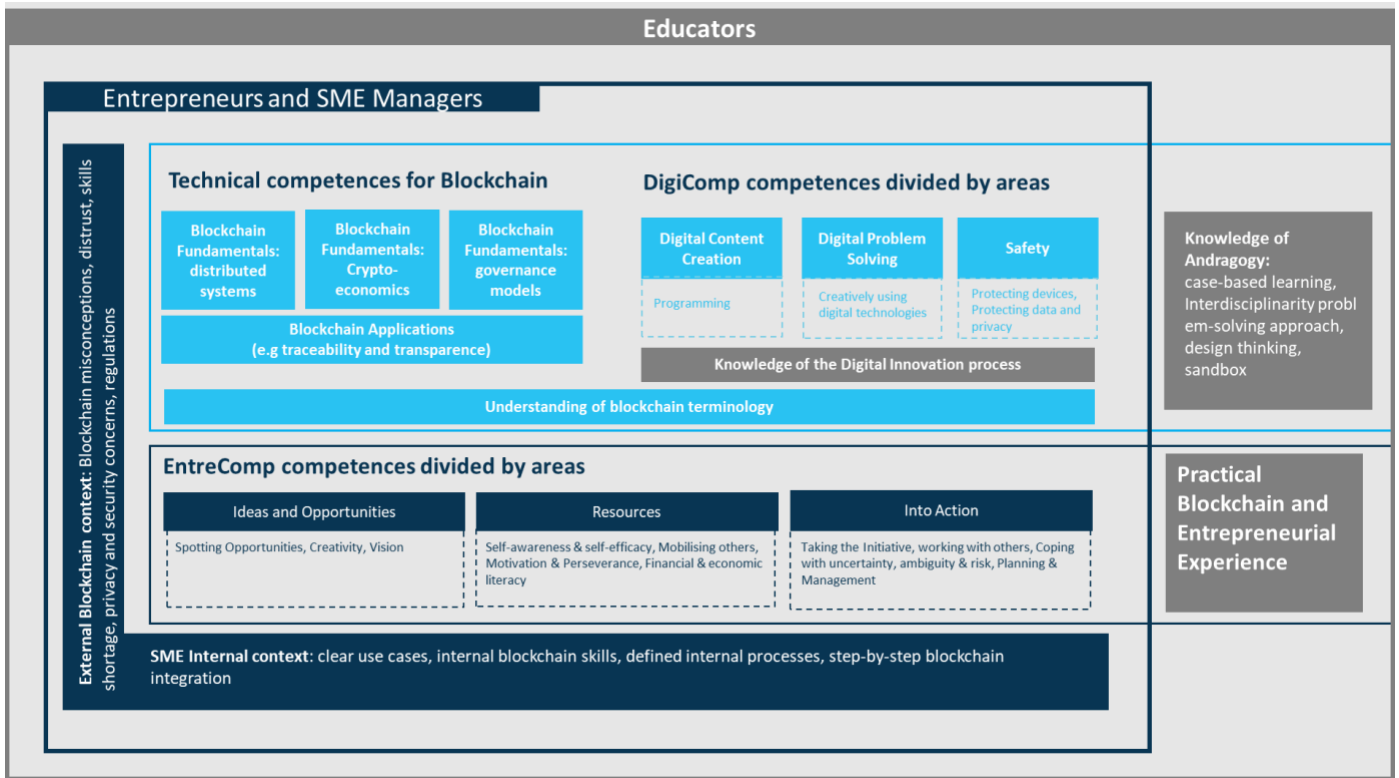 Educators
Entrepreneurs and SME Managers
External Blockchain context: Blockchain misconceptions, distrust, skills
shortage, privacy and security concerns, regulations
Technical competences for Blockchain
Blockchain
Fundamentals:
distributed
systems
Blockchain
Fundamentals:
Crypto-
economics
Blockchain
Fundamentals:
governance
models
Blockchain Applications
(e.g traceability and transparence)
DigiComp competences divided by areas
Digital Content
Creation
Programming
Digital Problem
Solving
Creatively using
digital technologies
Safety
Protecting devices,
Protecting data and
privacy
Knowledge of the Digital Innovation process
Understanding of blockchain terminology
Knowledge of
Andragogy:
case-based learning,
Interdisciplinarity probl
em-solving approach,
design thinking,
sandbox
EntreComp competences divided by areas
Ideas and Opportunities
Spotting Opportunities, Creativity, Vision
Resources
Self-awareness & self-efficacy, Mobilising others,
Motivation & Perseverance, Financial & economic
literacy
Into Action
Taking the Initiative, working with others, Coping
with uncertainty, ambiguity & risk, Planning &
Management
Practical
Blockchain and
Entrepreneurial
Experience
SME Internal context: clear use cases, internal blockchain skills, defined internal processes, step-by-step blockchain
integration